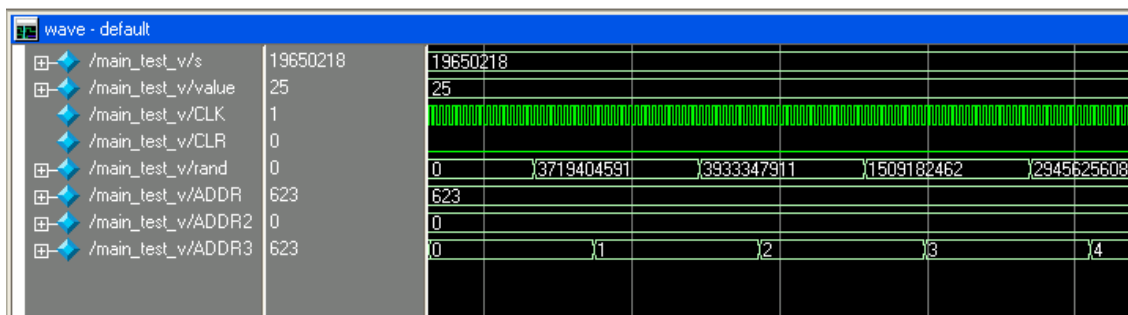 wave - default
/main_test_v/s 19650218 19650218
/main_test_v/value 25 25
/main_test_v/CLK 1
/main_test_v/CLR 0
/main_test_v/rand 0 0 3719404591 3933347911 1509182462 2945625608
/main_test_v/ADDR 623 623
/main_test_v/ADDR2 0 0
/main_test_v/ADDR3 623 0 1 2 3 4